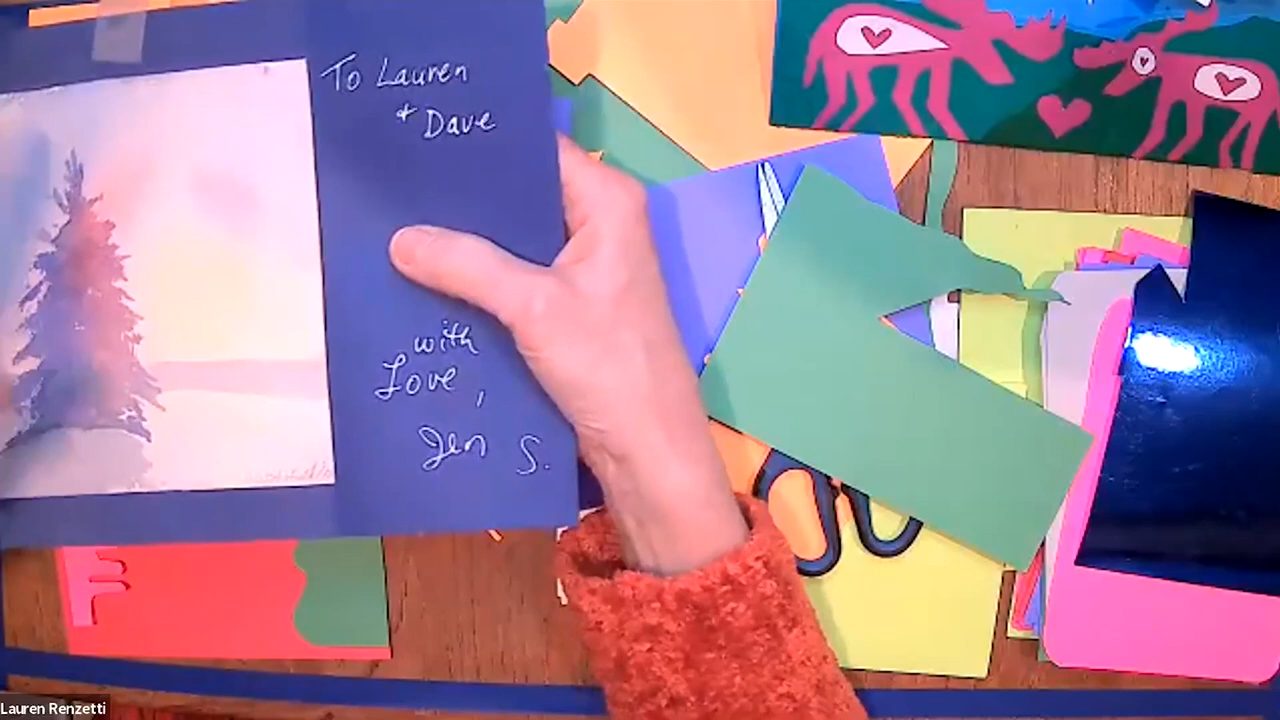 To Lauren
+ Dave
with
Love,
Jen S.
Lauren Renzetti